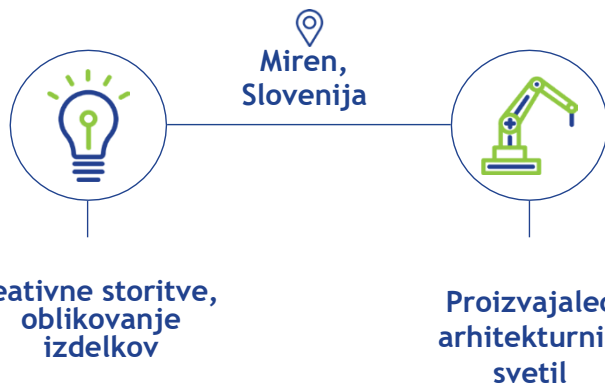 Miren,
Slovenija
eativne storitve,
oblikovanje
izdelkov
Proizvajalec
arhitekturni
svetil